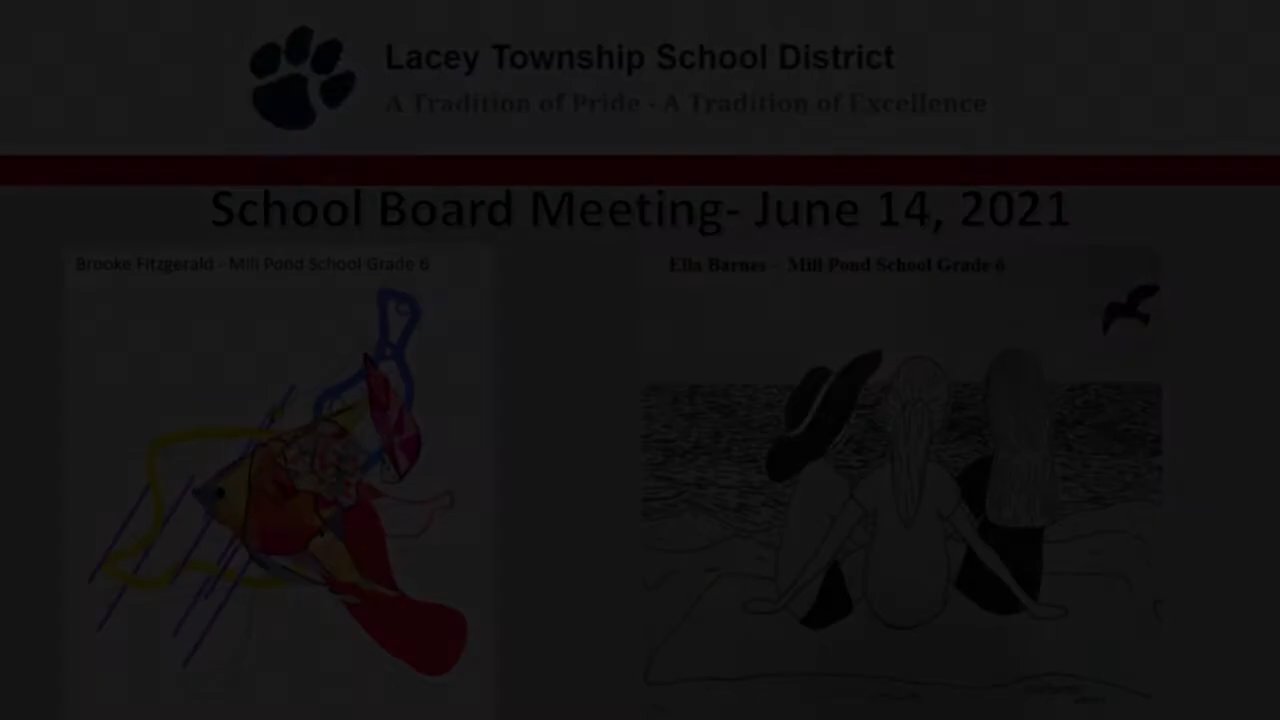 Lacey Township School District
A Tradition of Pride - A Tradition of Excellence
School Board Meeting- June 14, 2021
Brooke Fitzgerald - Mill Pond School Grade 6
Ella Barnes - Mill Pond School Grade 6